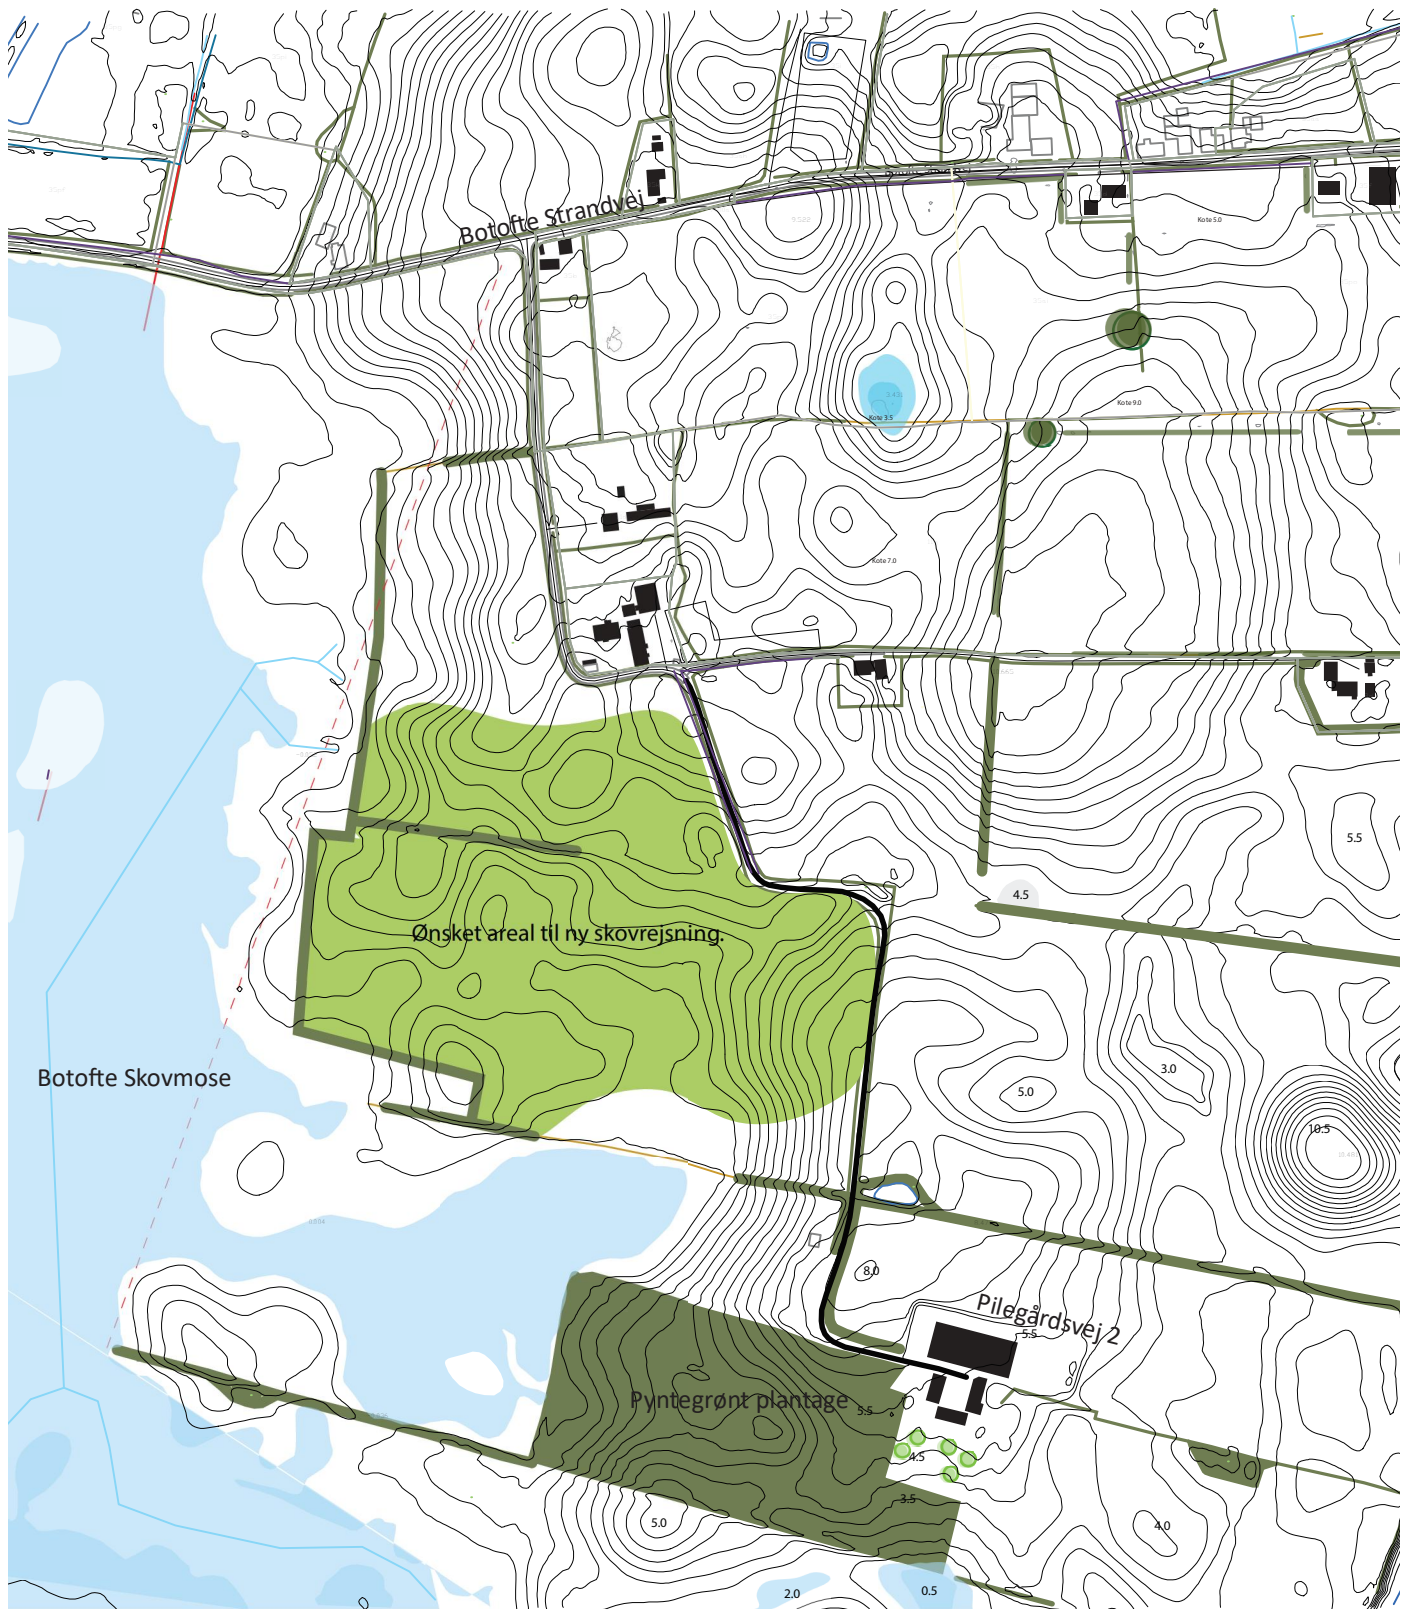 Botofte Strandvej
Kote 5.0
Kote 9.0
Kote 3.5
Kote 7.0
5.5
4.5
Ønsket areal til ny skovrejsning.
3.0
Botofte Skovmose
5.0
10.5
8.0
Pilegårdsvej 2
5.5
Pyntegrønt plantage
5.5
4.5
3.5
5.0
4.0
2.0
0.5